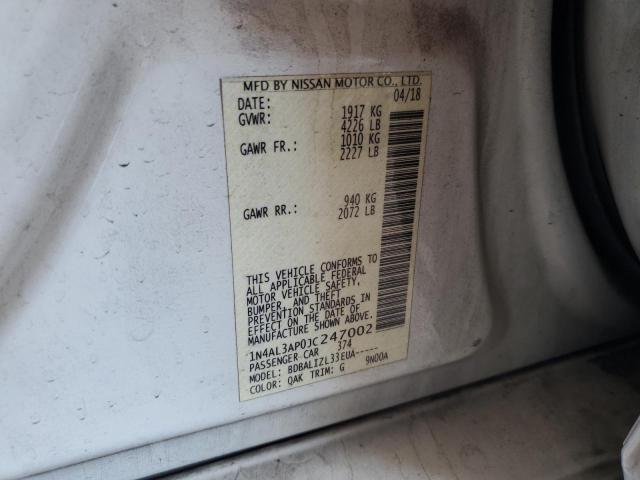 MFD BY NISSAN MOTOR CO., LTD.
DATE: 04/18
GVWR: 1917 KG
4226 LB
GAWR FR.: 1010 KG
2227 LB
GAWR RR.: 940 KG
2072 LB
THIS VEHICLE CONFORMS TO
ALL APPLICABLE FEDERAL
MOTOR VEHICLE SAFETY,
BUMPER, AND THEFT
PREVENTION STANDARDS IN
EFFECT ON THE DATE OF
MANUFACTURE SHOWN ABOVE.
1N4AL3AP0JC247002
PASSENGER CAR 374
MODEL: BDBALIZL33EUA-----
COLOR: QAK TRIM: G 9N00A